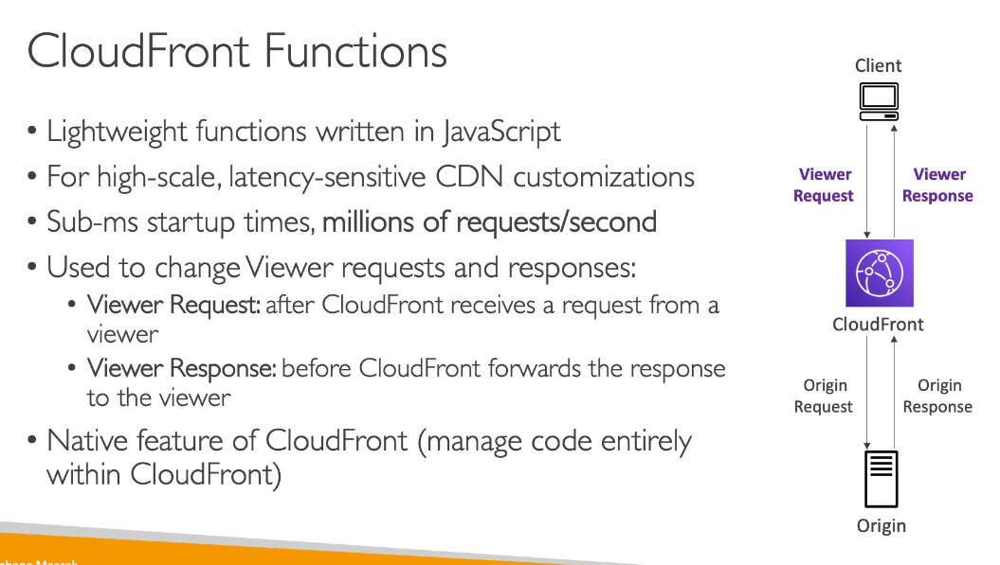 CloudFront Functions
• Lightweight functions written in JavaScript
• For high-scale, latency-sensitive CDN customizations
• Sub-ms startup times, millions of requests/second
• Used to change Viewer requests and responses:
• Viewer Request: after CloudFront receives a request from a
viewer
• Viewer Response: before CloudFront forwards the response
to the viewer
• Native feature of CloudFront (manage code entirely
within CloudFront)
Client
Viewer
Request
Viewer
Response
CloudFront
Origin
Request
Origin
Response
Origin